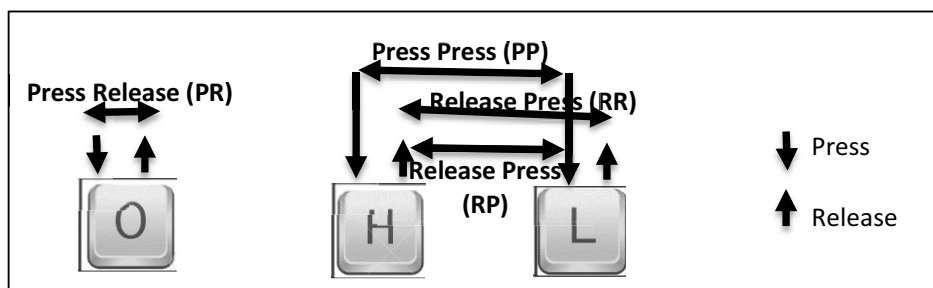 Press Press (PP)
Press Release (PR)
Release Press (RR)
Release Press
(RP)
Press
Release
O
H
L